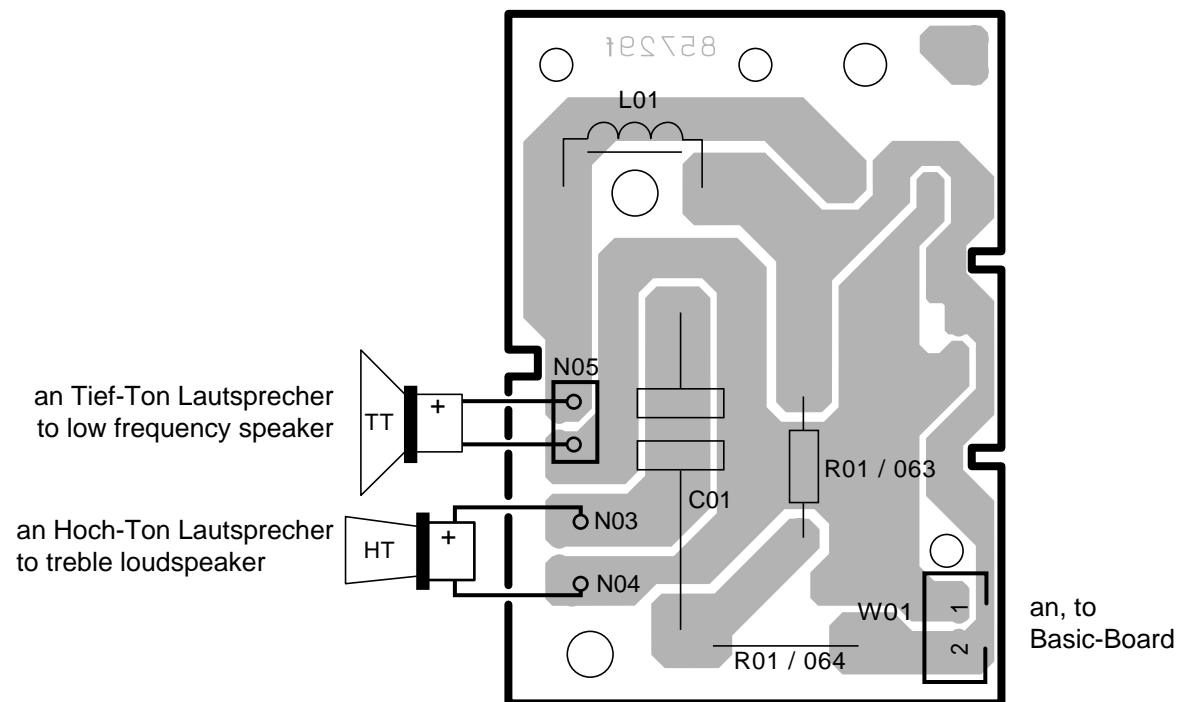 85729f
L01
N05
an Tief-Ton Lautsprecher
to low frequency speaker
TT
+
R01 / 063
C01
an Hoch-Ton Lautsprecher
to treble loudspeaker
HT
+
N03
N04
W01
1
2
an, to
Basic-Board
R01 / 064